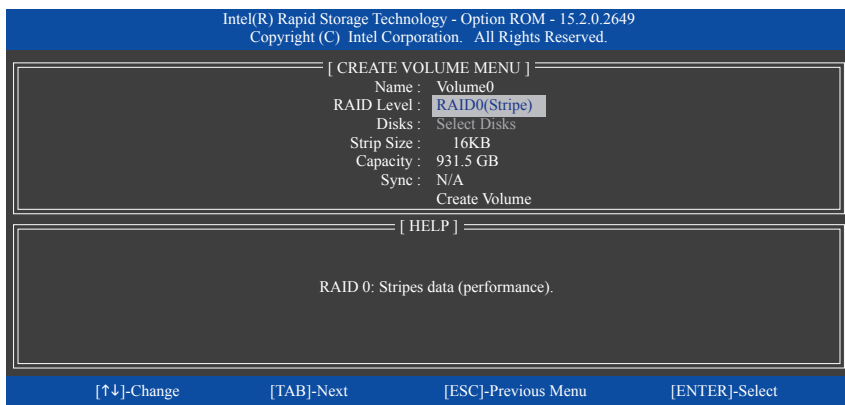 Intel(R) Rapid Storage Technology - Option ROM - 15.2.0.2649
Copyright (C) Intel Corporation. All Rights Reserved.
[ CREATE VOLUME MENU ]
Name : Volume0
RAID Level : RAID0(Stripe)
Disks : Select Disks
Strip Size : 16KB
Capacity : 931.5 GB
Sync : N/A
Create Volume
[ HELP ]
RAID 0: Stripes data (performance).
[↑↓]-Change [TAB]-Next [ESC]-Previous Menu [ENTER]-Select